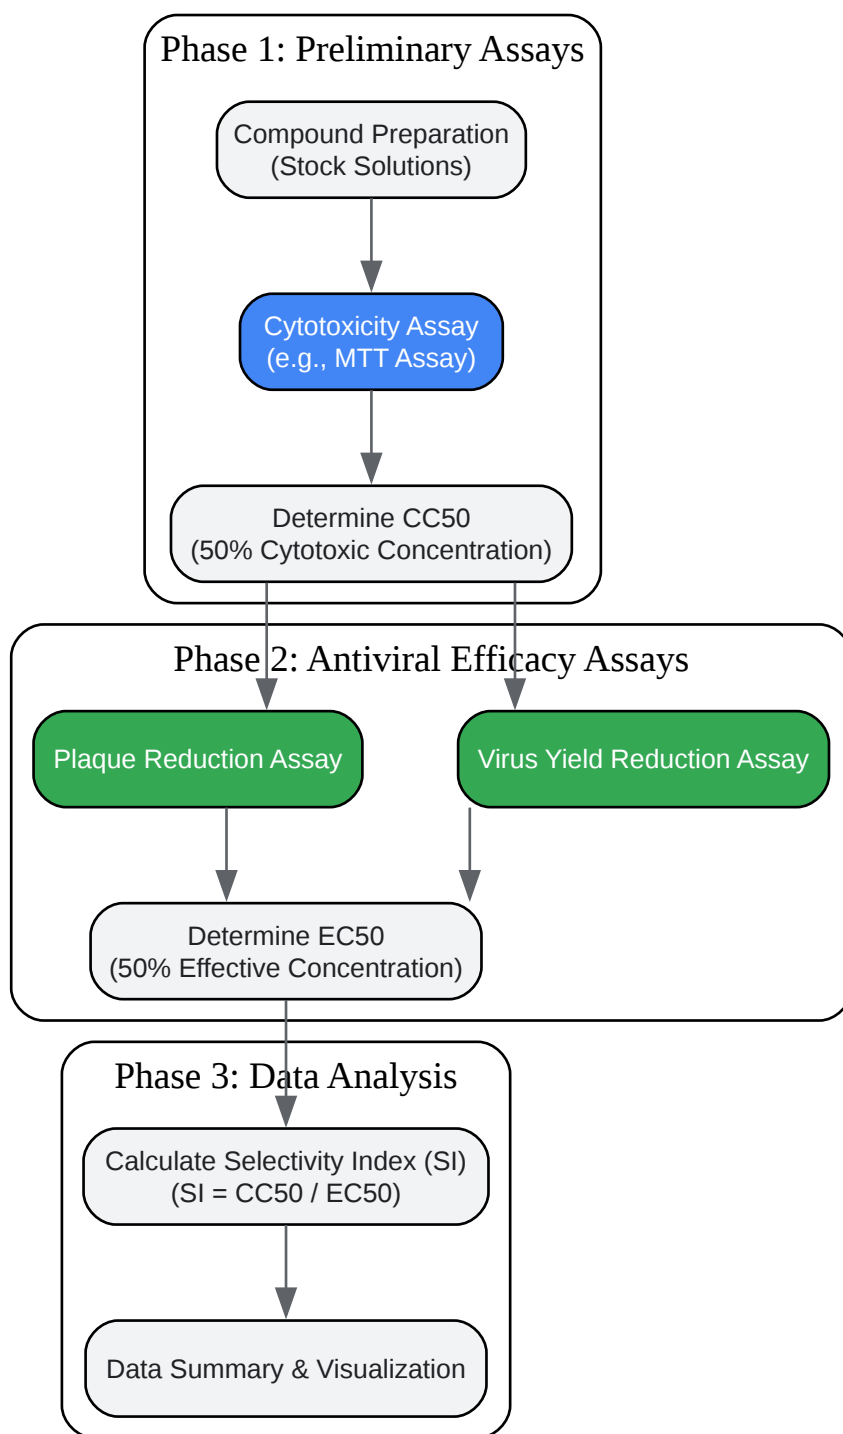 Phase 1: Preliminary Assays
Compound Preparation
(Stock Solutions)
Cytotoxicity Assay
(e.g., MTT Assay)
Determine CC50
(50% Cytotoxic Concentration)
Phase 2: Antiviral Efficacy Assays
Plaque Reduction Assay
Virus Yield Reduction Assay
Determine EC50
(50% Effective Concentration)
Phase 3: Data Analysis
Calculate Selectivity Index (SI)
(SI = CC50 / EC50)
Data Summary & Visualization